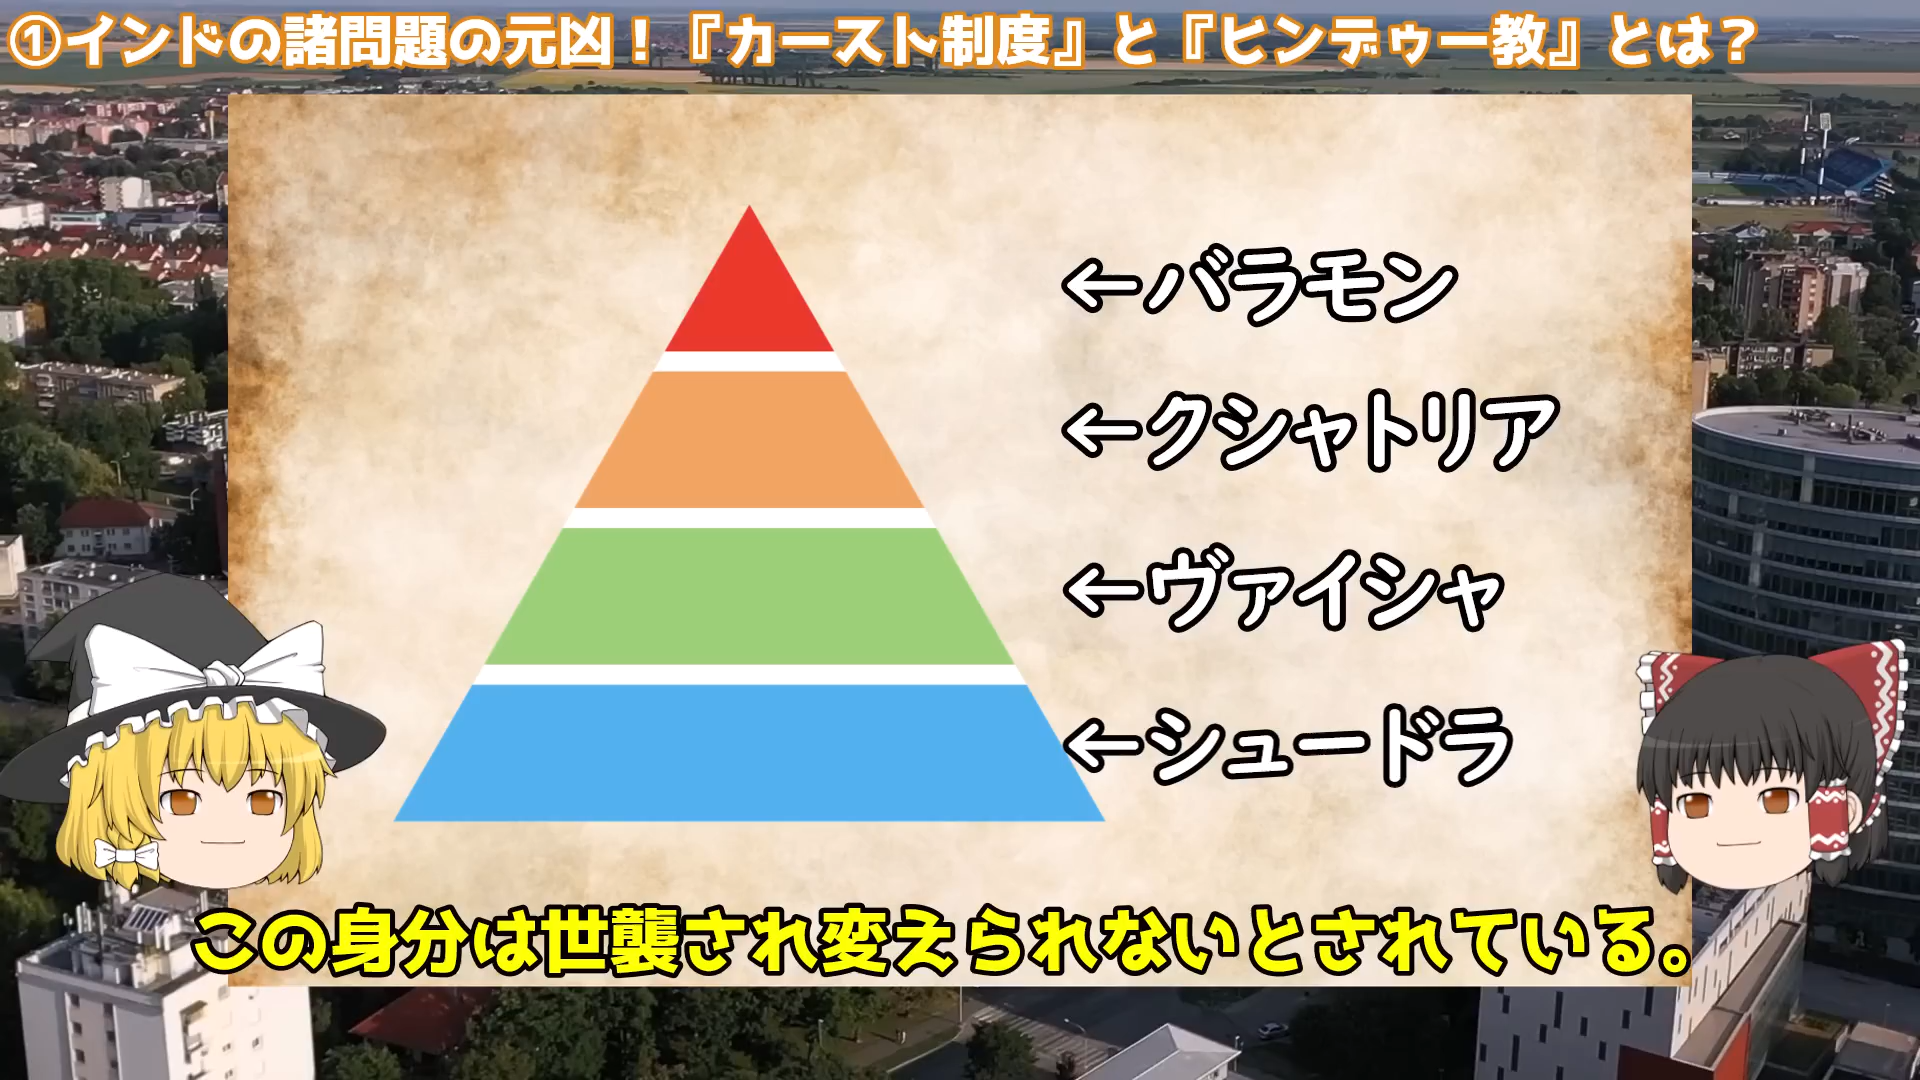 ①インドの諸問題の元凶！『カースト制度』と『ヒンデゥー教』とは？
←バラモン
←クシャトリア
←ヴァイシャ
←シュードラ
この身分は世襲され変えられないとされている。